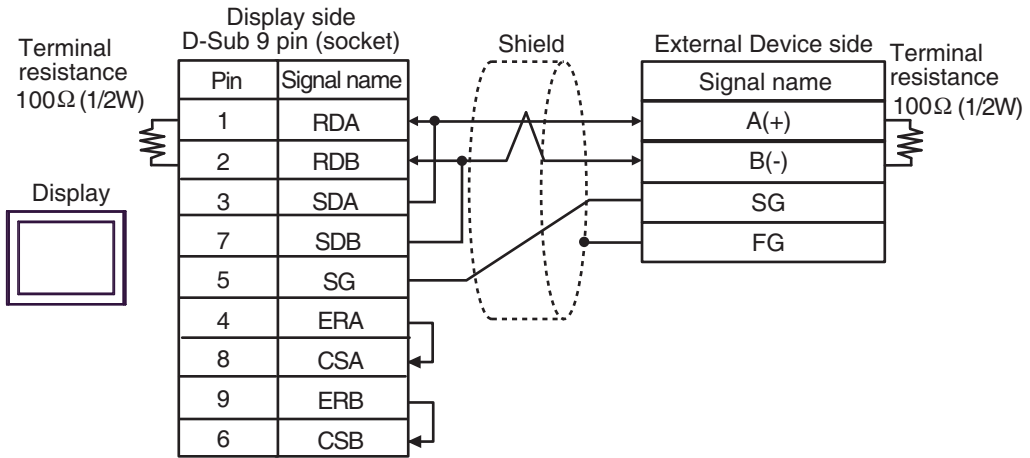 Display side
D-Sub 9 pin (socket)
Shield
External Device side
Terminal
resistance
100Ω (1/2W)
Terminal
resistance
100Ω (1/2W)
Pin Signal name
1 RDA
2 RDB
3 SDA
7 SDB
5 SG
4 ERA
8 CSA
9 ERB
6 CSB
Signal name
A(+)
B(-)
SG
FG
Display